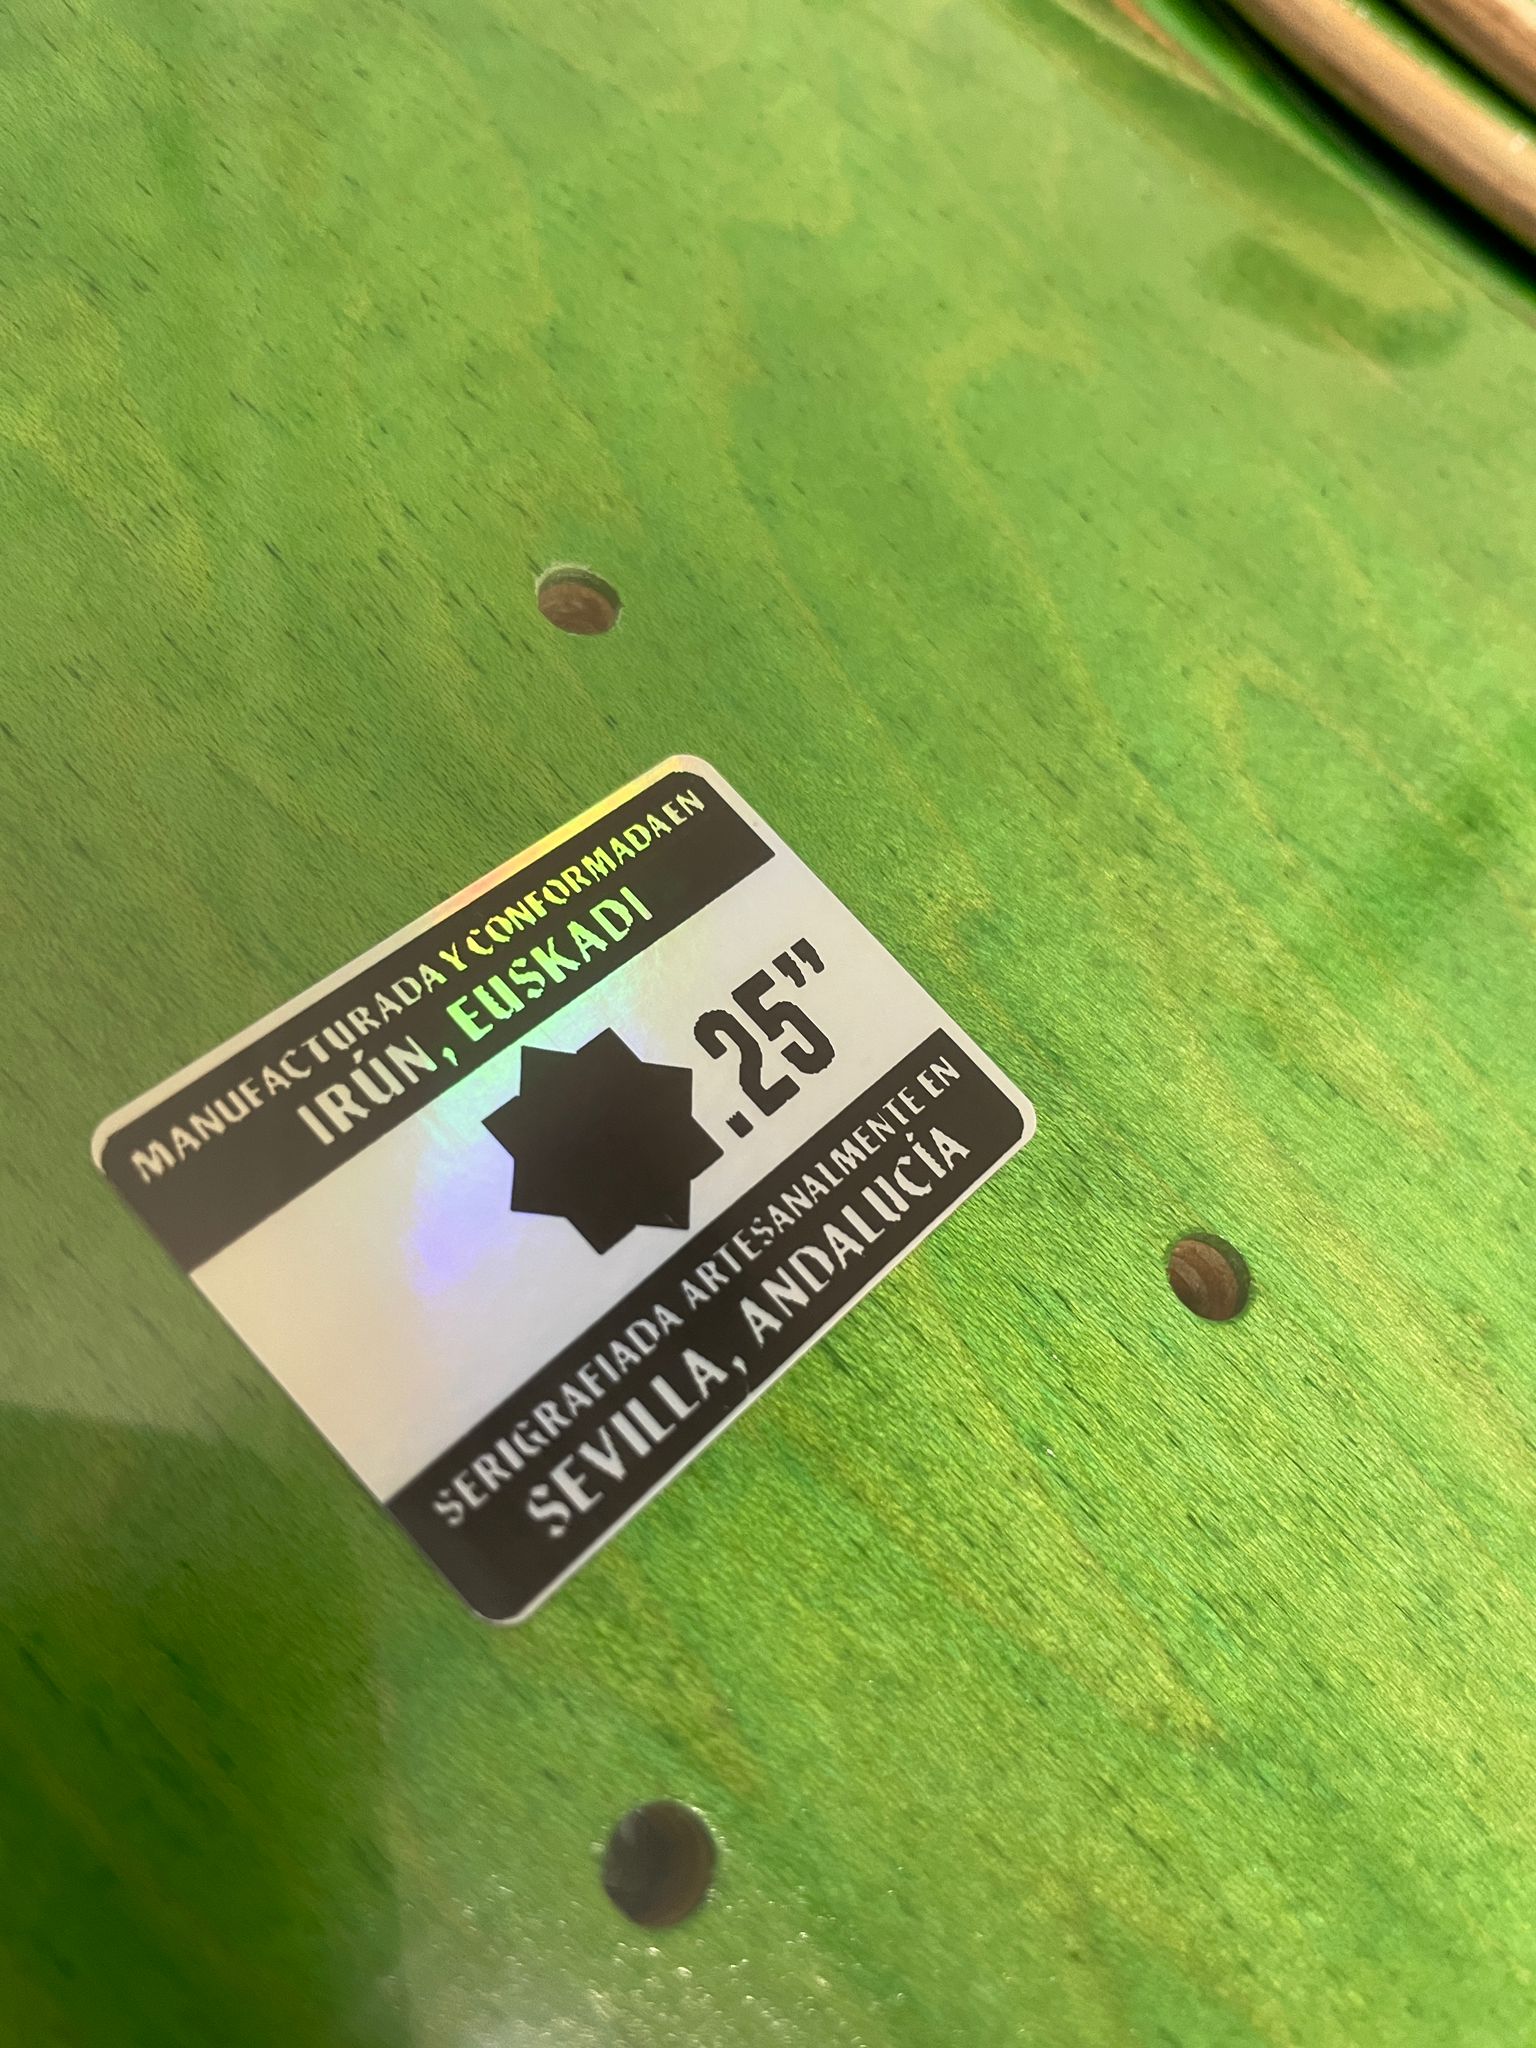 MANUFACTURADA Y CONFORMADA EN
IRÚN, EUSKADI
.25”
SERIGRAFIADA ARTESANALMENTE EN
SEVILLA, ANDALUCÍA